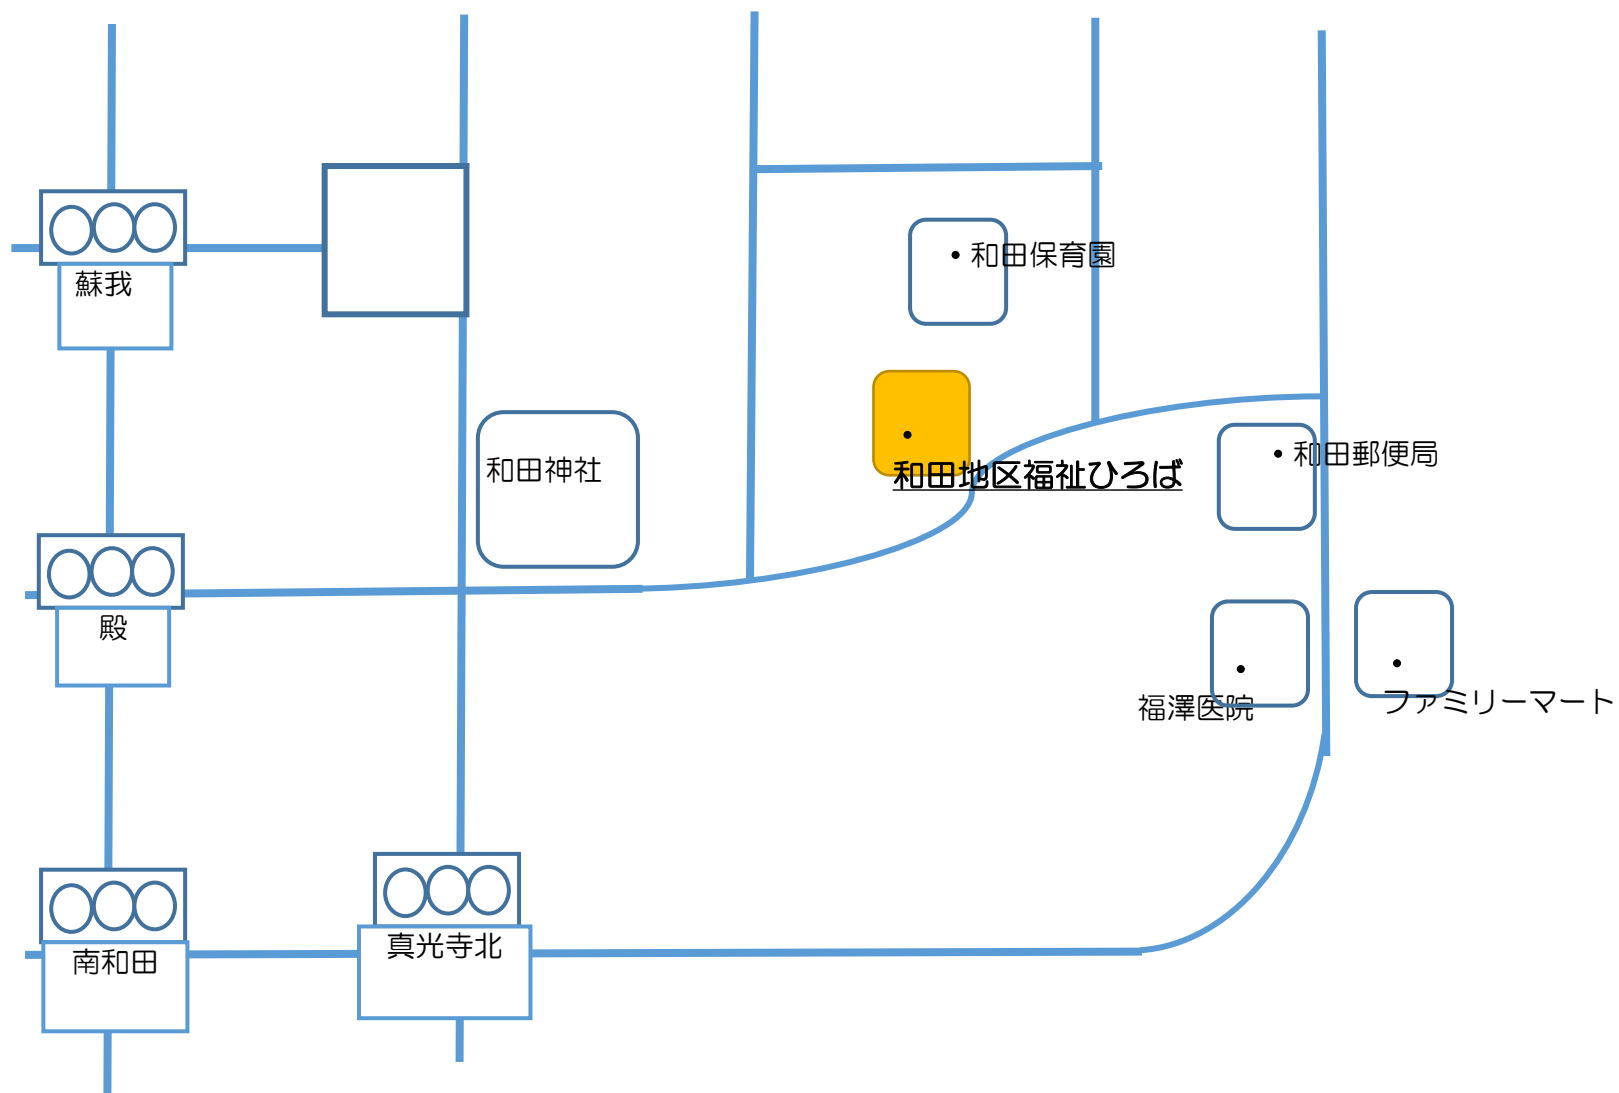 和田保育園
蘇我
和田郵便局
和田神社
和田地区福祉ひろば
殿
福澤医院
ファミリーマート
真光寺北
南和田